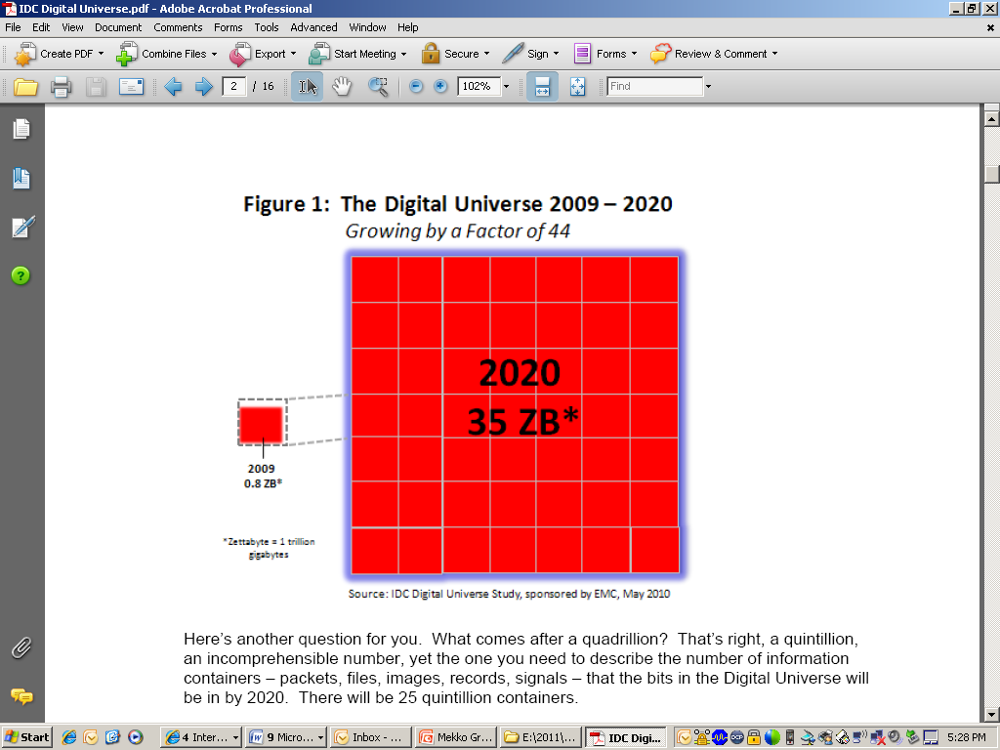 IDC Digital Universe.pdf - Adobe Acrobat Professional
File Edit View Document Comments Forms Tools Advanced Window Help
Create PDF Combine Files Export Start Meeting Secure Sign Forms Review & Comment
2 / 16 102% Find
Figure 1: The Digital Universe 2009 – 2020
Growing by a Factor of 44
2020
35 ZB*
2009
0.8 ZB*
*Zettabyte = 1 trillion
gigabytes
Source: IDC Digital Universe Study, sponsored by EMC, May 2010
Here’s another question for you. What comes after a quadrillion? That’s right, a quintillion,
an incomprehensible number, yet the one you need to describe the number of information
containers – packets, files, images, records, signals – that the bits in the Digital Universe will
be in by 2020. There will be 25 quintillion containers.
Start 4 Inter... 9 Micro... Inbox - ... Mekko Gr... E:\2011\... IDC Digi... 5:28 PM